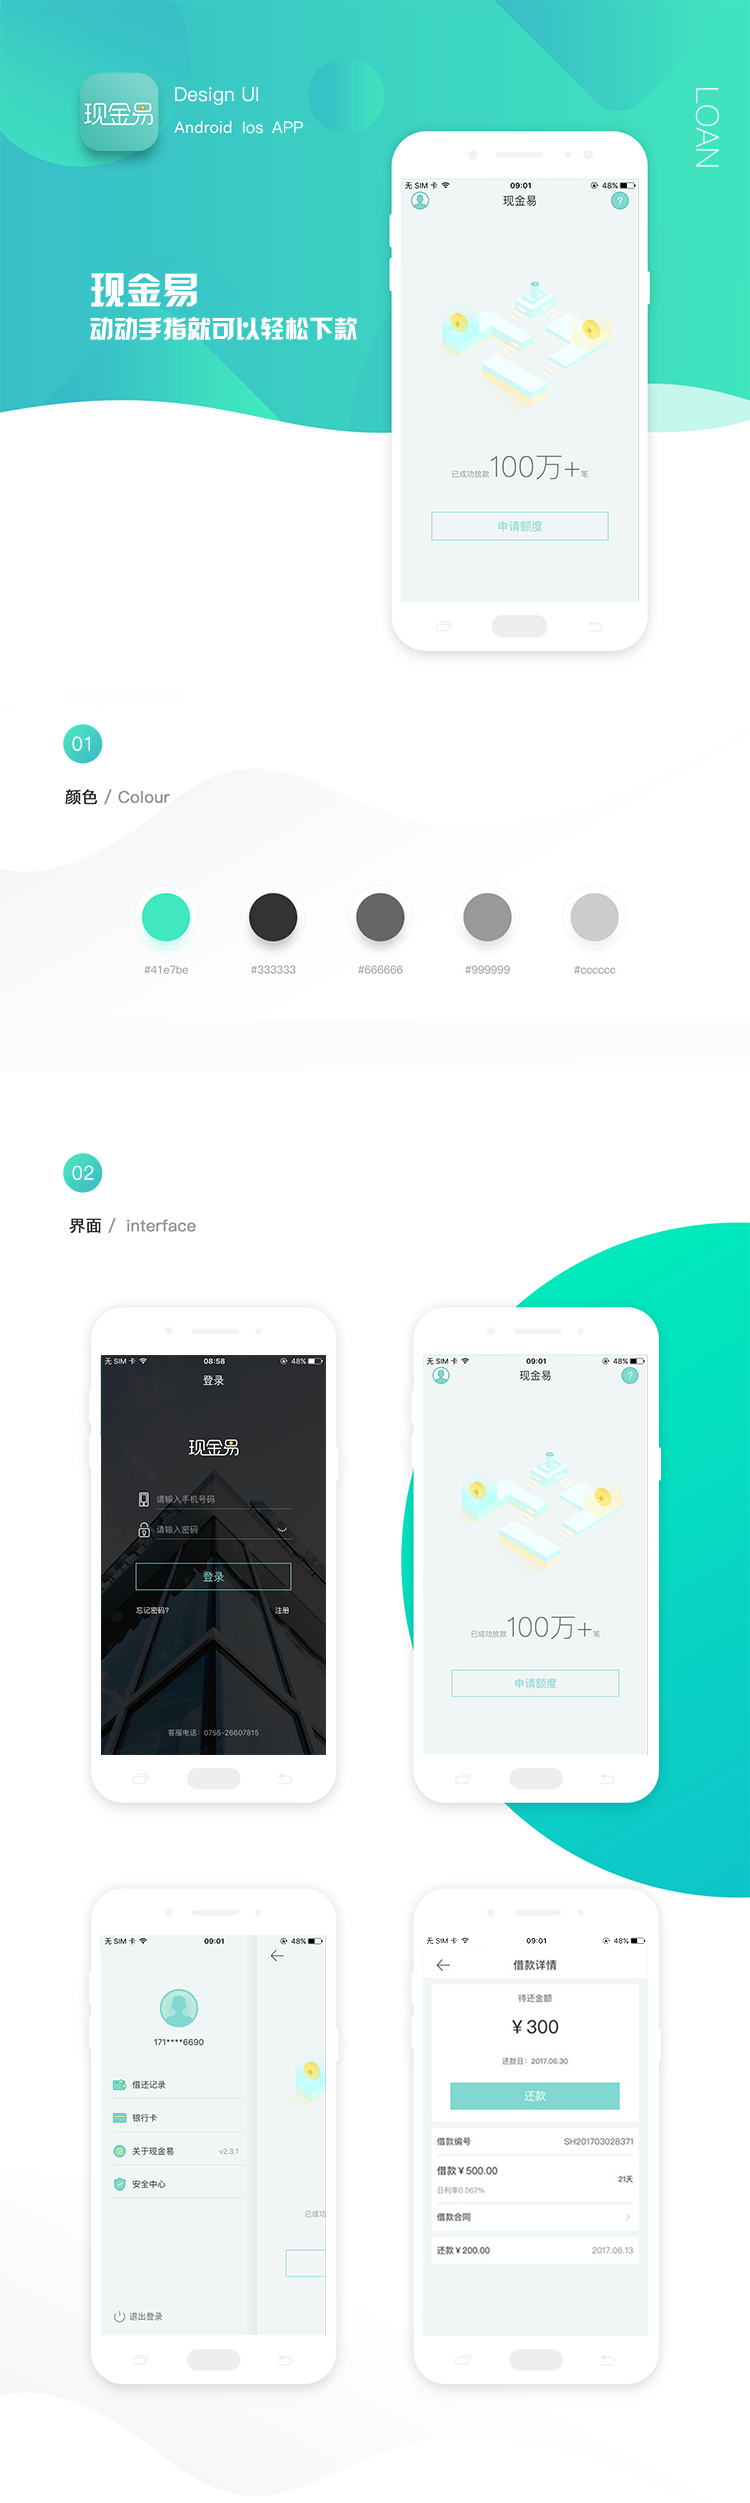 现金易
Design UI
Android Ios APP
LOAN
现金易
动动手指就可以轻松下款
无 SIM 卡 09:01 48%
现金易
?
已成功放款100万+笔
申请额度
01
颜色 / Colour
#41e7be #333333 #666666 #999999 #cccccc
02
界面 / interface
无 SIM 卡 08:58 48%
登录
现金易
请输入手机号码
请输入密码
登录
忘记密码? 注册
客服电话：0755-26607815
无 SIM 卡 09:01 48%
现金易
?
已成功放款100万+笔
申请额度
无 SIM 卡 09:01 48%
171****6690
借还记录
银行卡
关于现金易 v2.3.1
安全中心
已成功
退出登录
无 SIM 卡 09:01 48%
借款详情
待还金额
¥300
还款日：2017.06.30
还款
借款编号 SH201703028371
借款¥500.00
21天
日利率0.067%
借款合同
还款¥200.00 2017.06.13